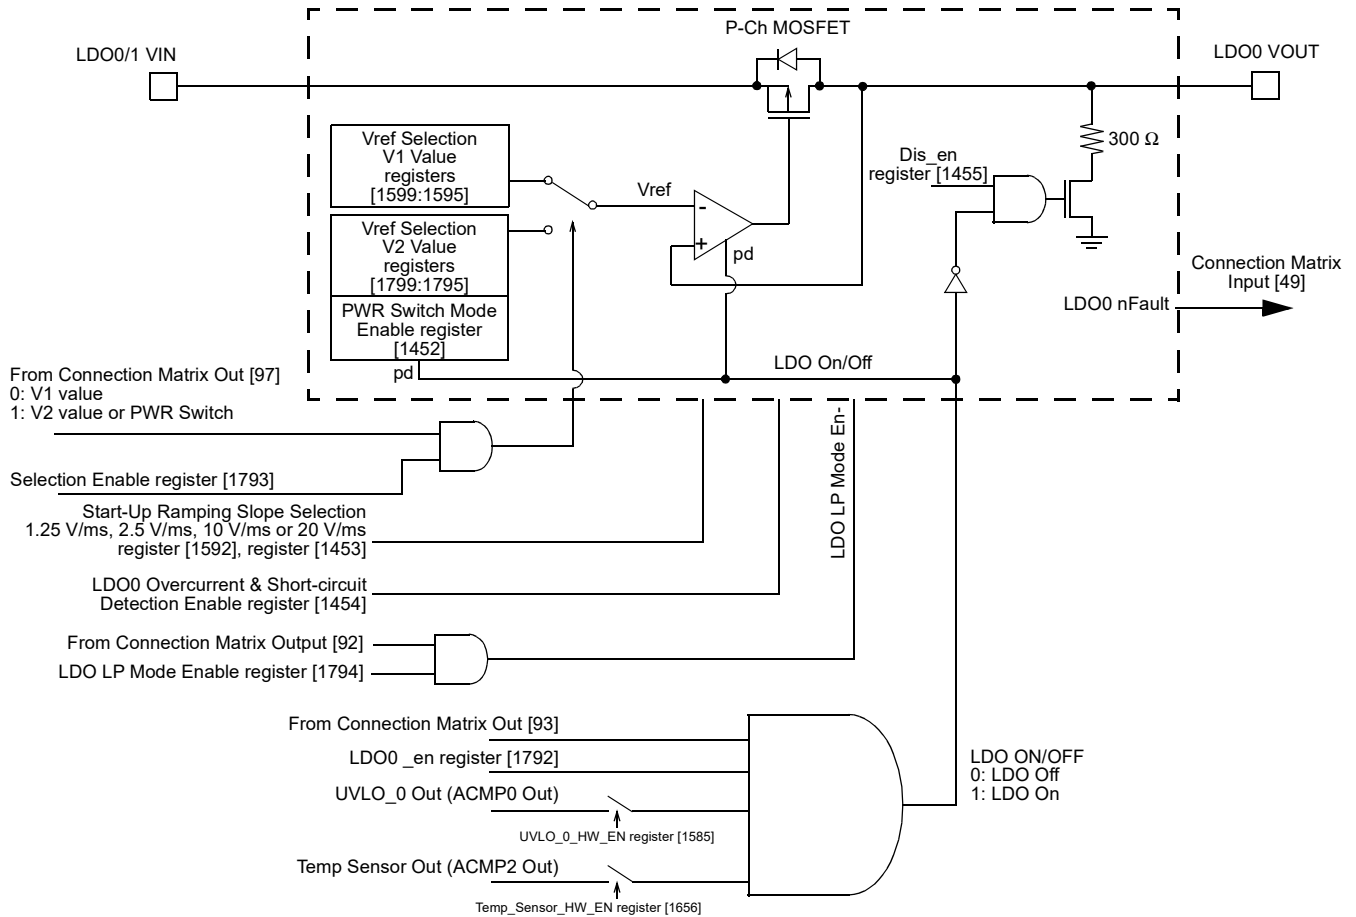 P-Ch MOSFET
LDO0/1 VIN
LDO0 VOUT
Vref Selection
V1 Value
registers
[1599:1595]
Vref
-
+
pd
Dis_en
register [1455]
300 Ω
Vref Selection
V2 Value
registers
[1799:1795]
PWR Switch Mode
Enable register
[1452]
pd
LDO On/Off
Connection Matrix
Input [49]
LDO0 nFault
From Connection Matrix Out [97]
0: V1 value
1: V2 value or PWR Switch
Selection Enable register [1793]
Start-Up Ramping Slope Selection
1.25 V/ms, 2.5 V/ms, 10 V/ms or 20 V/ms
register [1592], register [1453]
LDO LP Mode En-
LDO0 Overcurrent & Short-circuit
Detection Enable register [1454]
From Connection Matrix Output [92]
LDO LP Mode Enable register [1794]
From Connection Matrix Out [93]
LDO0 _en register [1792]
UVLO_0 Out (ACMP0 Out)
UVLO_0_HW_EN register [1585]
Temp Sensor Out (ACMP2 Out)
Temp_Sensor_HW_EN register [1656]
LDO ON/OFF
0: LDO Off
1: LDO On